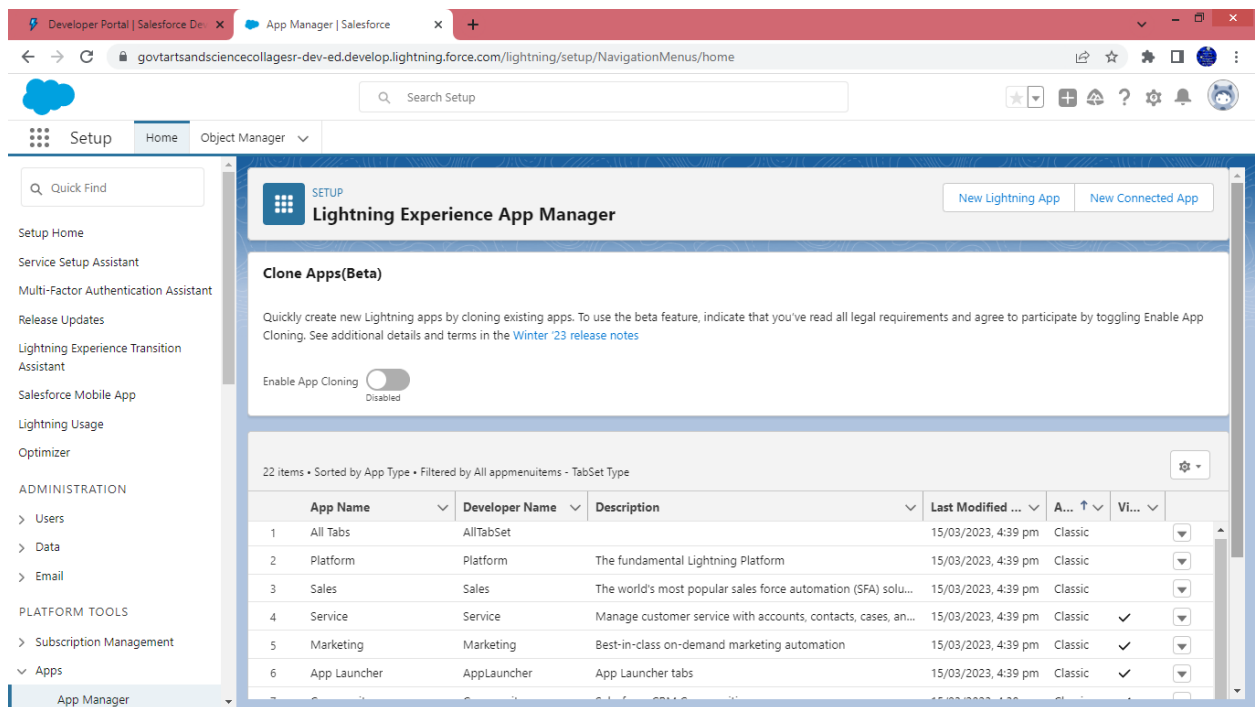 Developer Portal | Salesforce Dev
App Manager | Salesforce
govtartsandsciencecollagesr-dev-ed.develop.lightning.force.com/lightning/setup/NavigationMenus/home
Search Setup
Setup Home Object Manager
Quick Find
Setup Home
Service Setup Assistant
Multi-Factor Authentication Assistant
Release Updates
Lightning Experience Transition
Assistant
Salesforce Mobile App
Lightning Usage
Optimizer
ADMINISTRATION
Users
Data
Email
PLATFORM TOOLS
Subscription Management
Apps
App Manager
SETUP
Lightning Experience App Manager
New Lightning App New Connected App
Clone Apps(Beta)
Quickly create new Lightning apps by cloning existing apps. To use the beta feature, indicate that you've read all legal requirements and agree to participate by toggling Enable App
Cloning. See additional details and terms in the Winter '23 release notes
Enable App Cloning
Disabled
22 items • Sorted by App Type • Filtered by All appmenuitems - TabSet Type
App Name Developer Name Description Last Modified ... A... Vi...
1 All Tabs AllTabSet 15/03/2023, 4:39 pm Classic
2 Platform Platform The fundamental Lightning Platform 15/03/2023, 4:39 pm Classic
3 Sales Sales The world's most popular sales force automation (SFA) solu... 15/03/2023, 4:39 pm Classic
4 Service Service Manage customer service with accounts, contacts, cases, an... 15/03/2023, 4:39 pm Classic
5 Marketing Marketing Best-in-class on-demand marketing automation 15/03/2023, 4:39 pm Classic
6 App Launcher AppLauncher App Launcher tabs 15/03/2023, 4:39 pm Classic